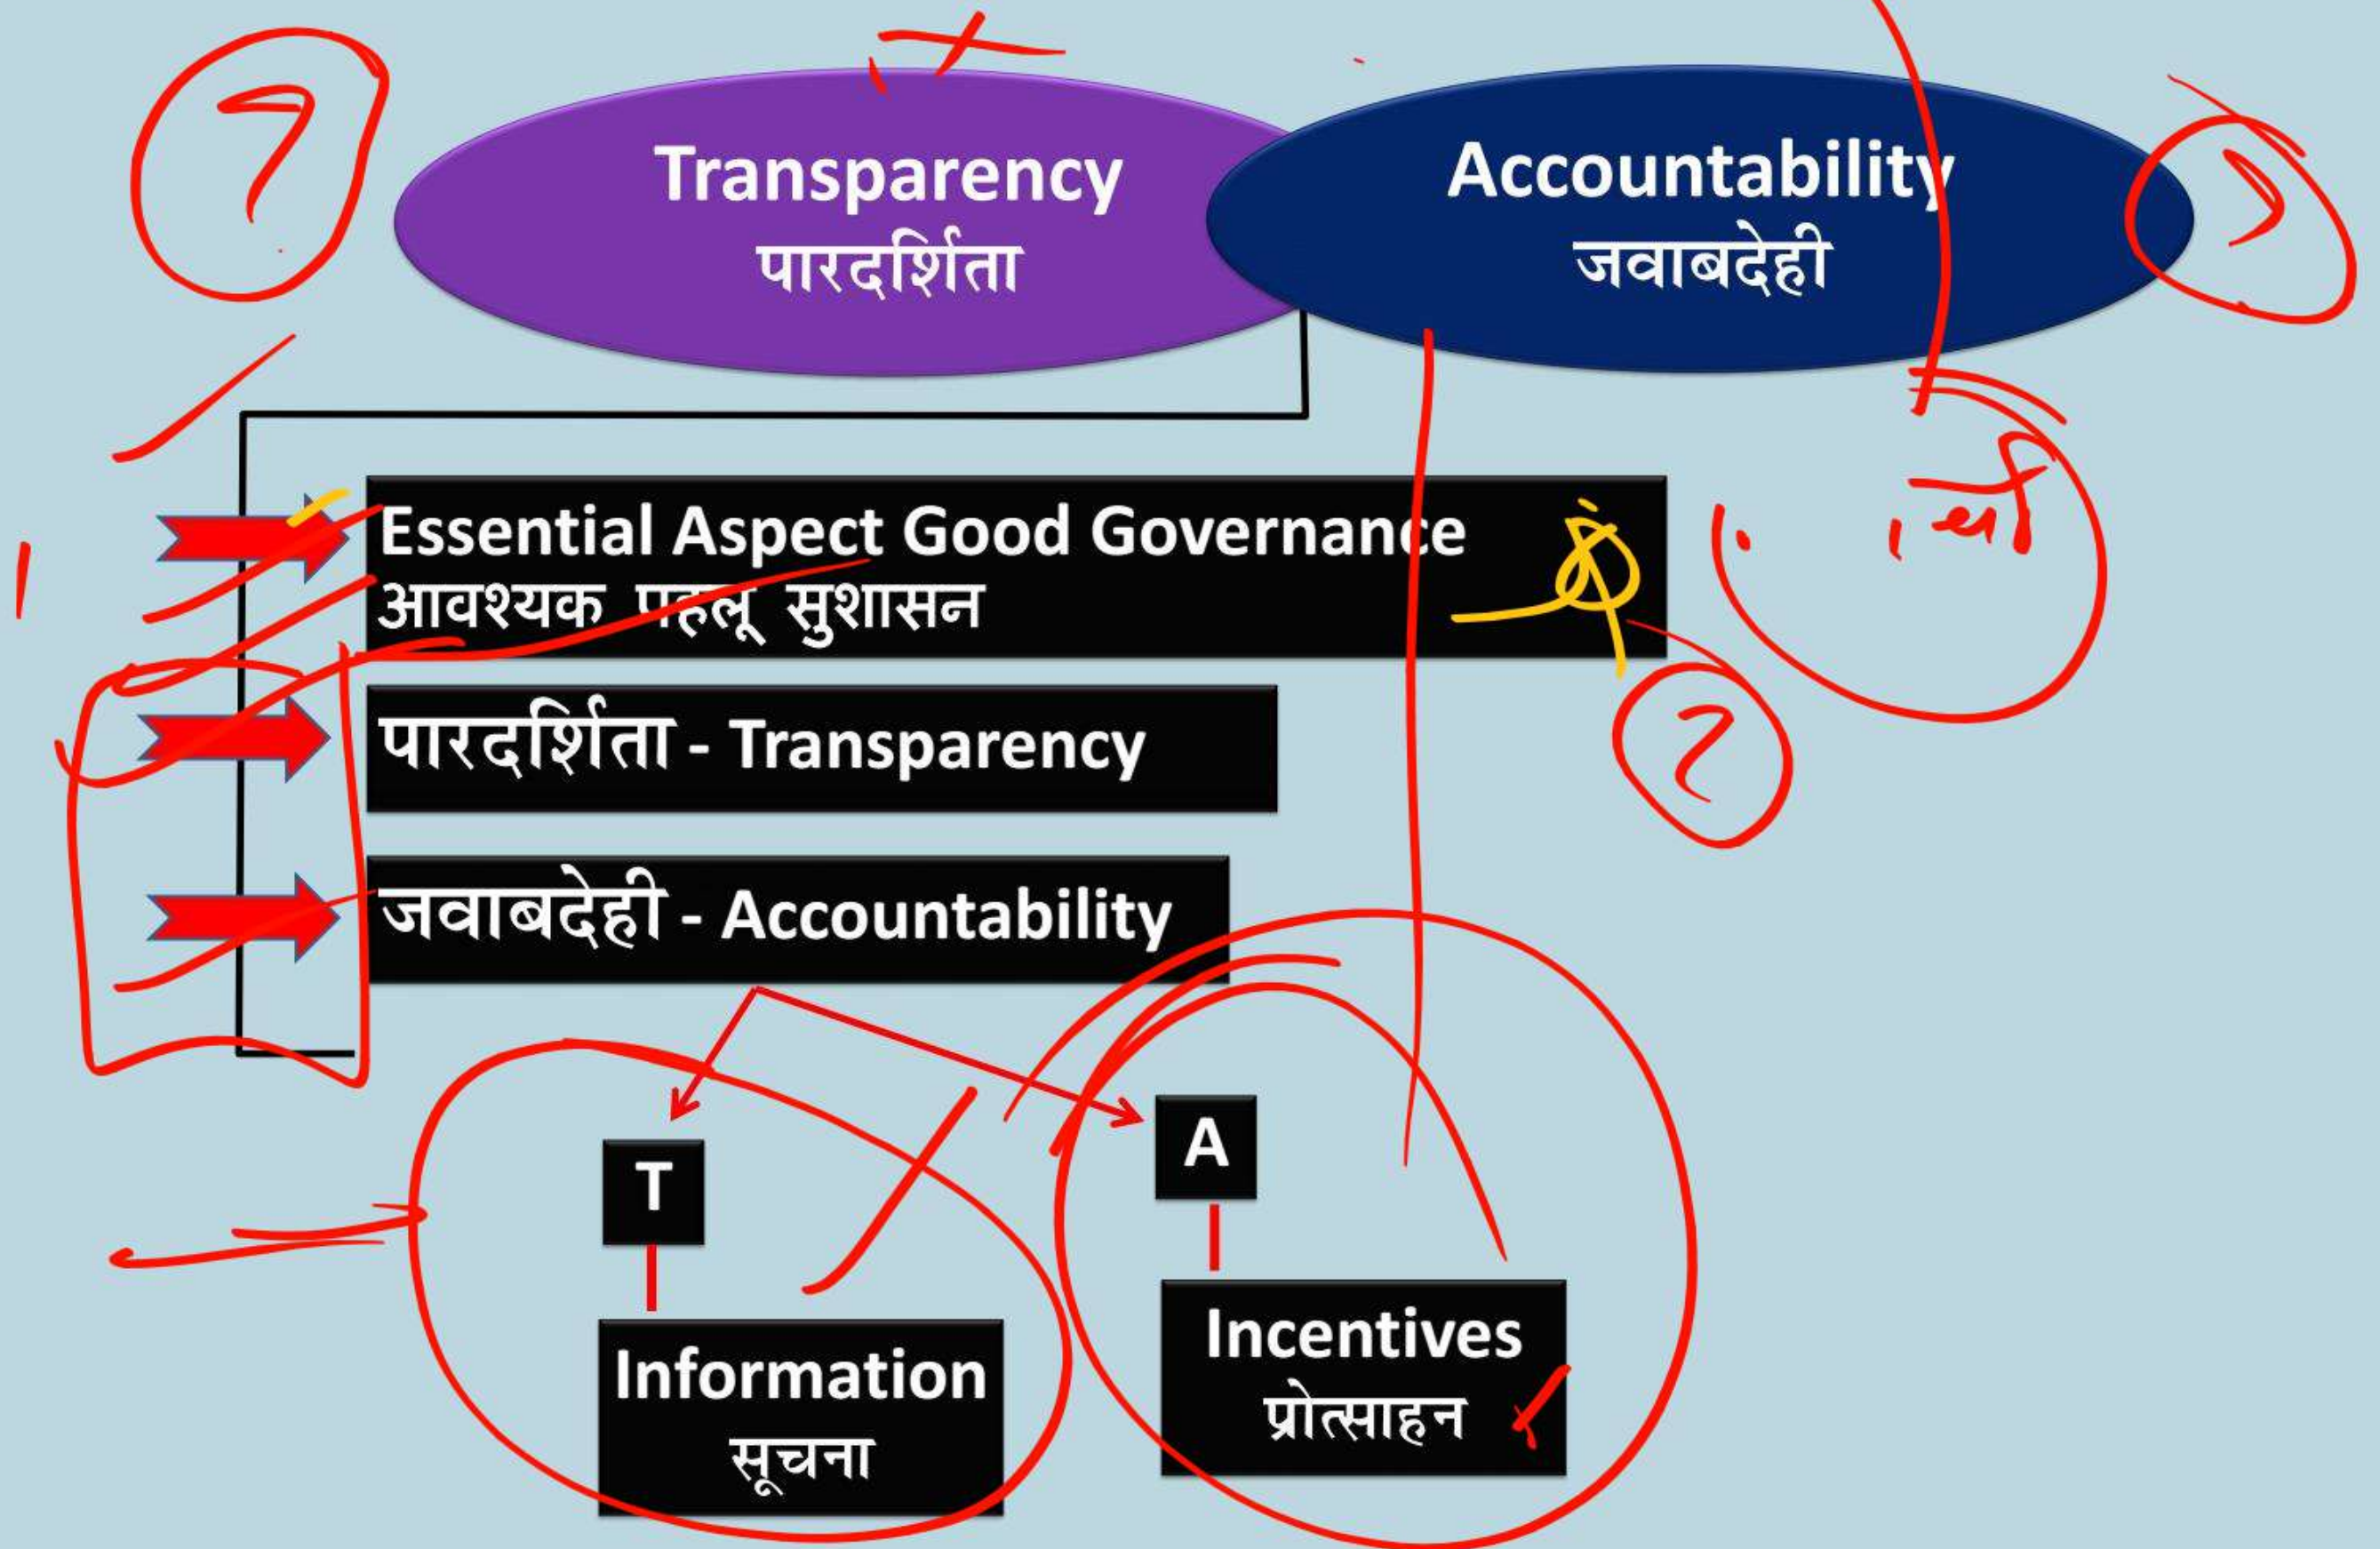 Transparency
पारदर्शिता
Accountability
जवाबदेही
Essential Aspect Good Governance
आवश्यक पहलू सुशासन
पारदर्शिता - Transparency
जवाबदेही - Accountability
T
A
Information
सूचना
Incentives
प्रोत्साहन